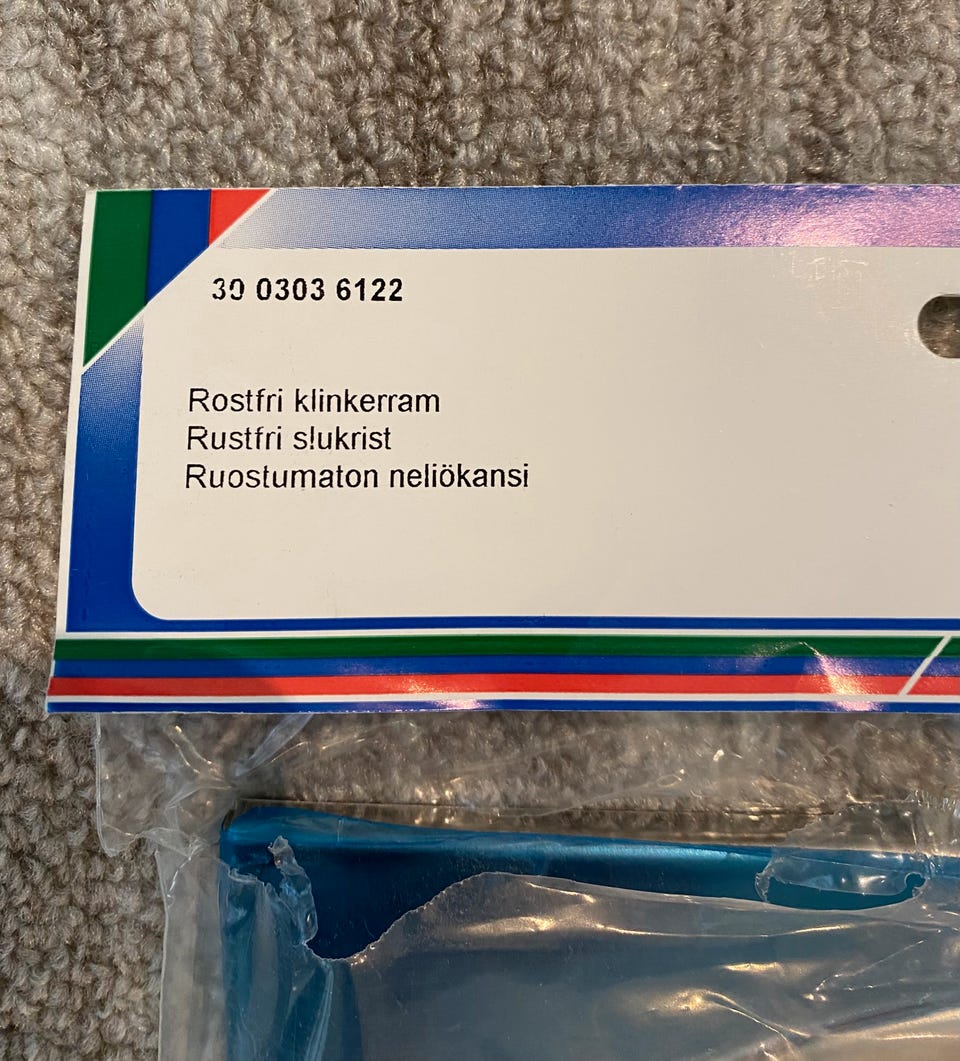 30 0303 6122
Rostfri klinkerram
Rustfri slukrist
Ruostumaton neliökansi